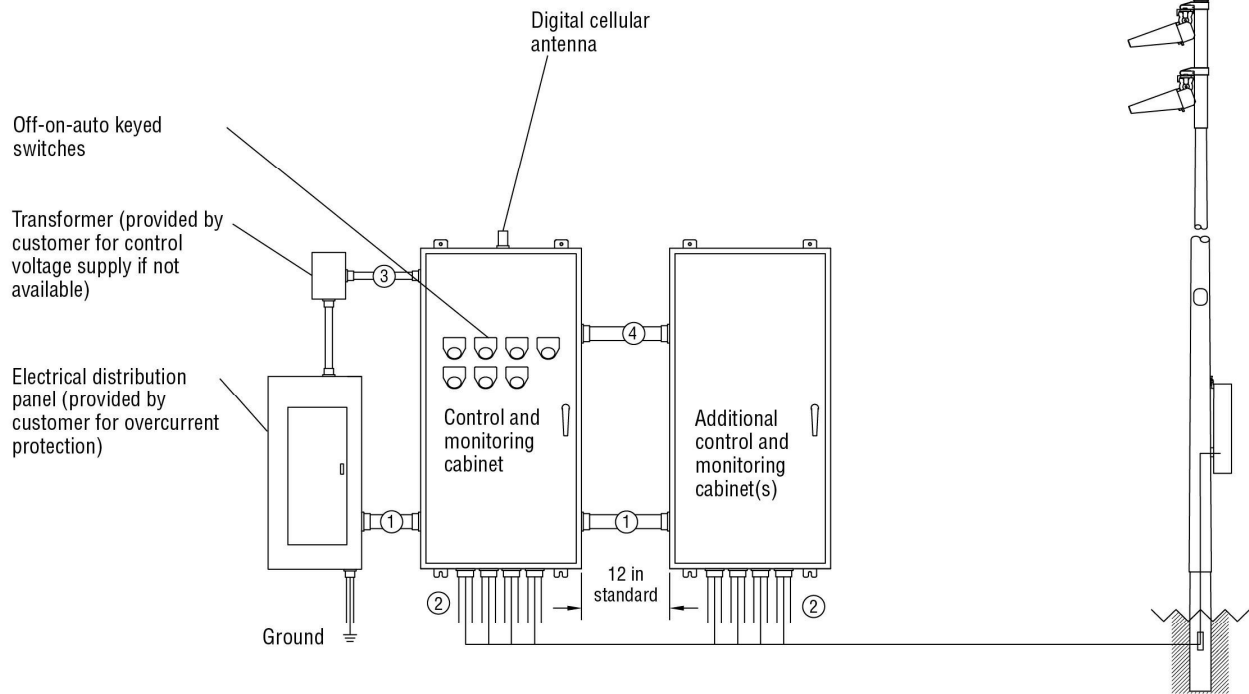 Digital cellular
antenna
Off-on-auto keyed
switches
Transformer (provided by
customer for control
voltage supply if not
available)
3
4
Electrical distribution
panel (provided by
customer for overcurrent
protection)
Control and
monitoring
cabinet
Additional
control and
monitoring
cabinet(s)
1
1
2
12 in
standard
2
Ground